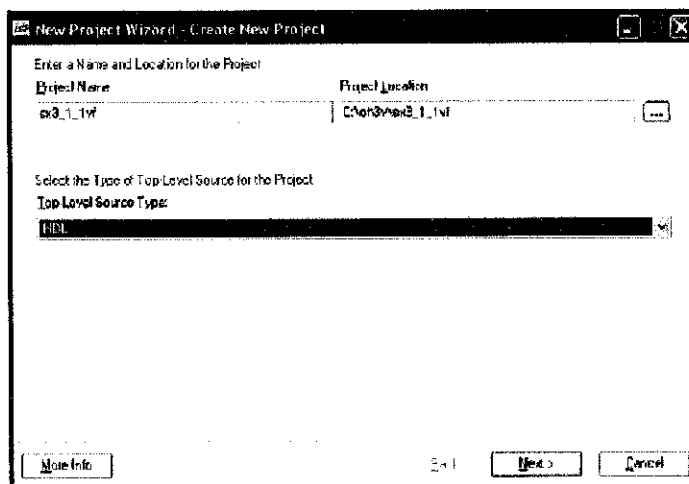 New Project Wizard - Create New Project
Enter a Name and Location for the Project
Project Name
Project Location
ex3_1_1vf
...
Select the Type of Top-Level Source for the Project
Top-Level Source Type:
HDL
More Info
Next >
Cancel